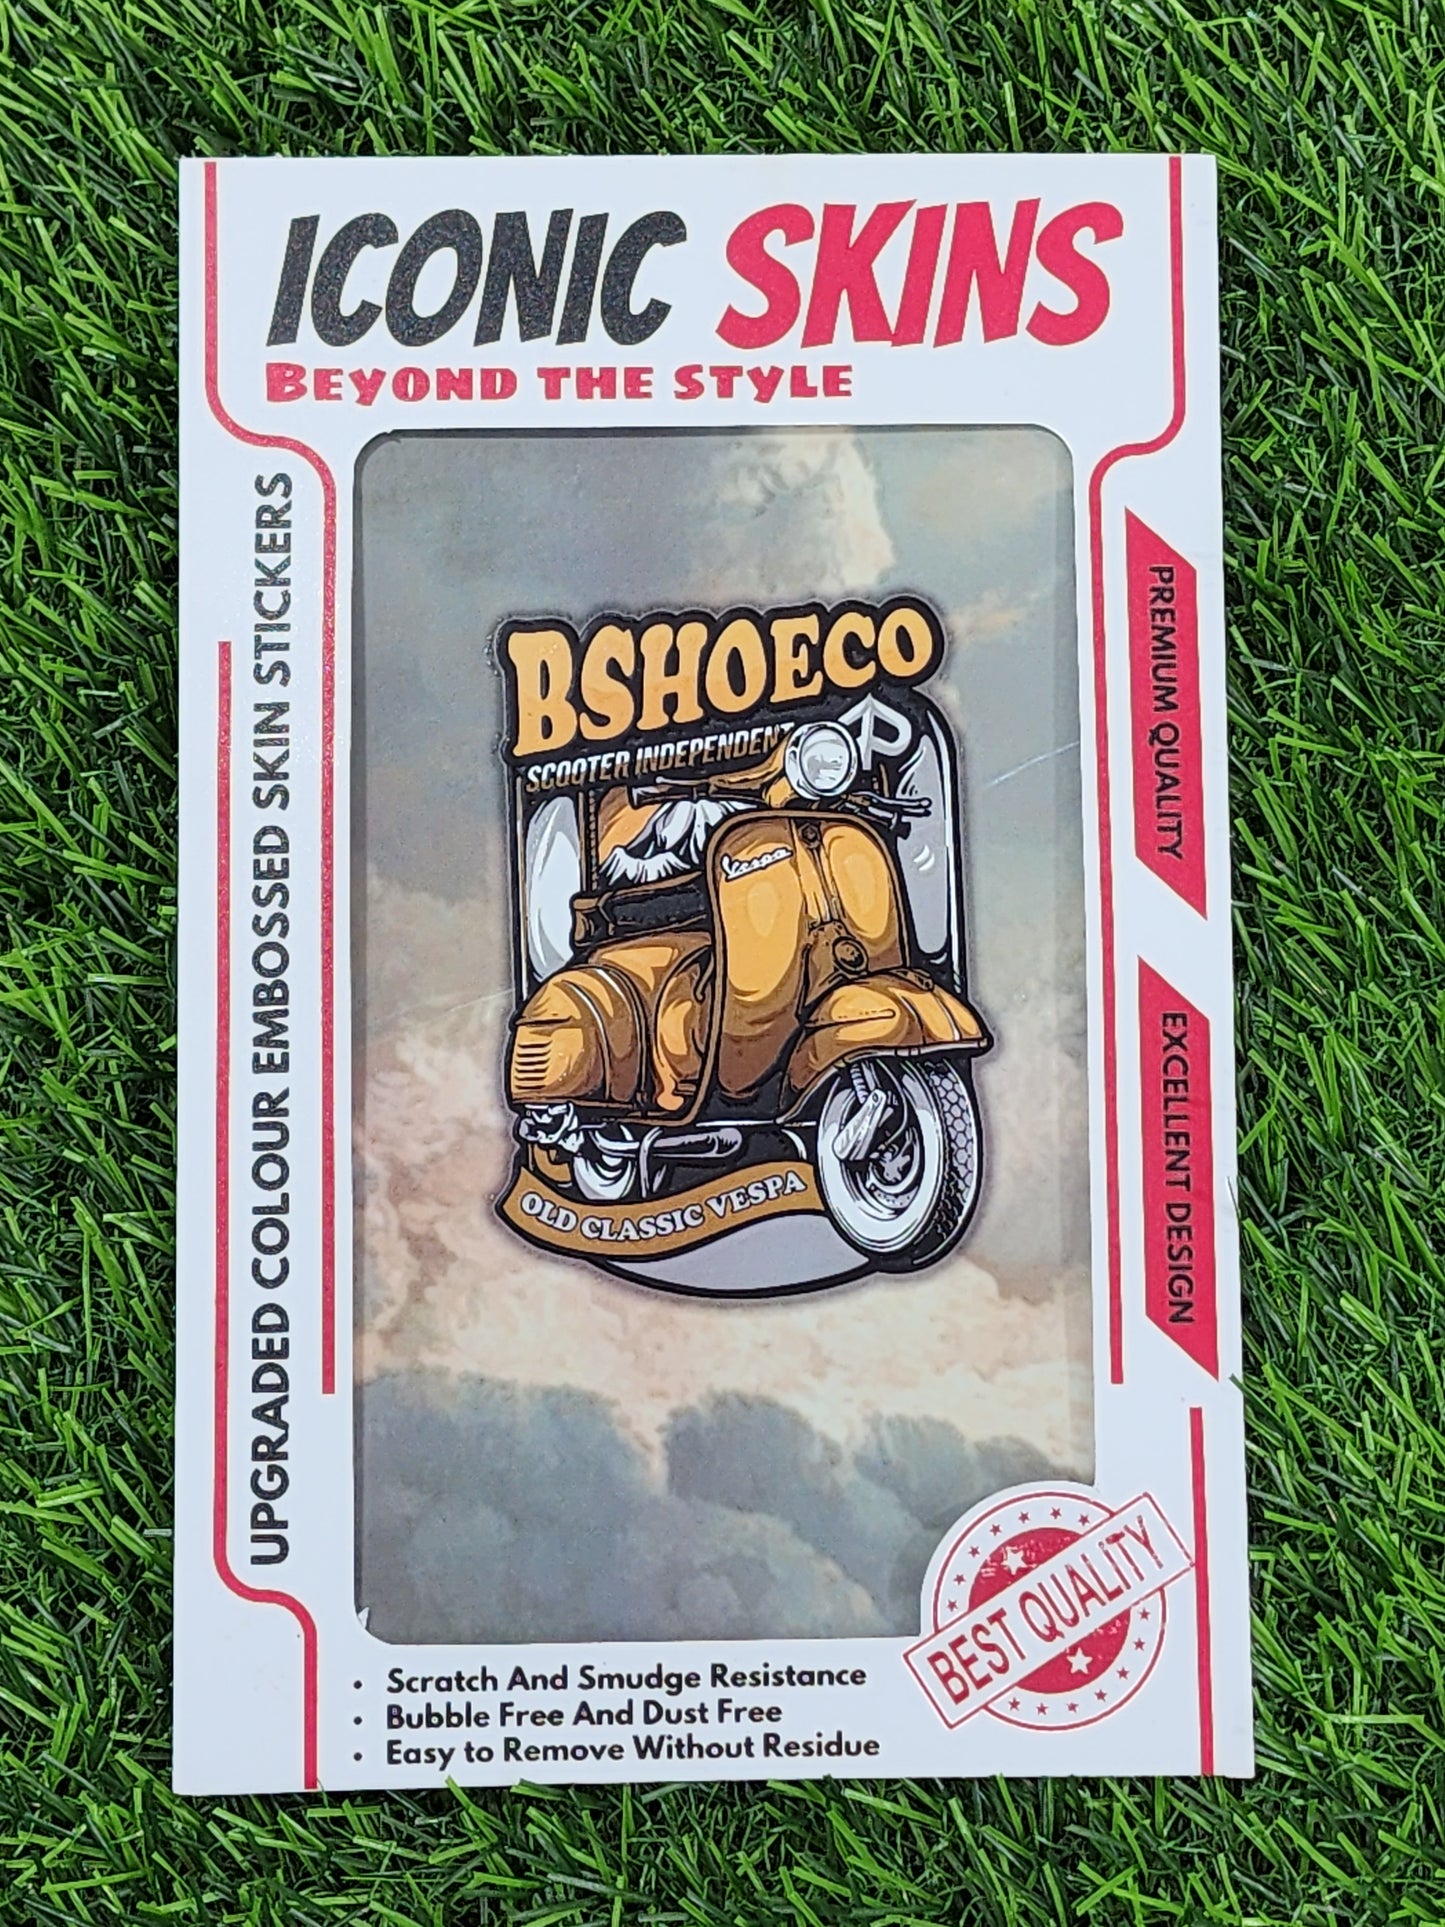 ICONIC SKINS
BEYOND THE STYLE
UPGRADED COLOUR EMBOSSED SKIN STICKERS
BSHOECO
SCOOTER INDEPENDENT
Vespa
OLD CLASSIC VESPA
PREMIUM QUALITY
EXCELLENT DESIGN
BEST QUALITY
• Scratch And Smudge Resistance
• Bubble Free And Dust Free
• Easy to Remove Without Residue